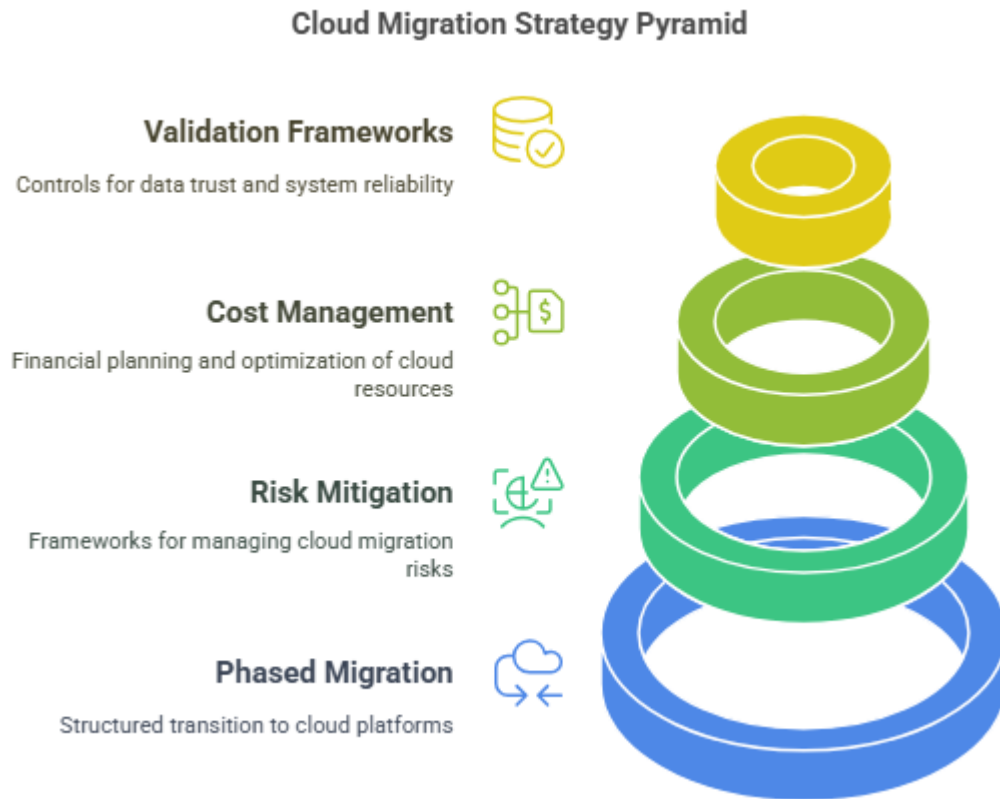 Cloud Migration Strategy Pyramid
Validation Frameworks
Controls for data trust and system reliability
Cost Management
$
Financial planning and optimization of cloud
resources
Risk Mitigation
Frameworks for managing cloud migration
risks
Phased Migration
Structured transition to cloud platforms